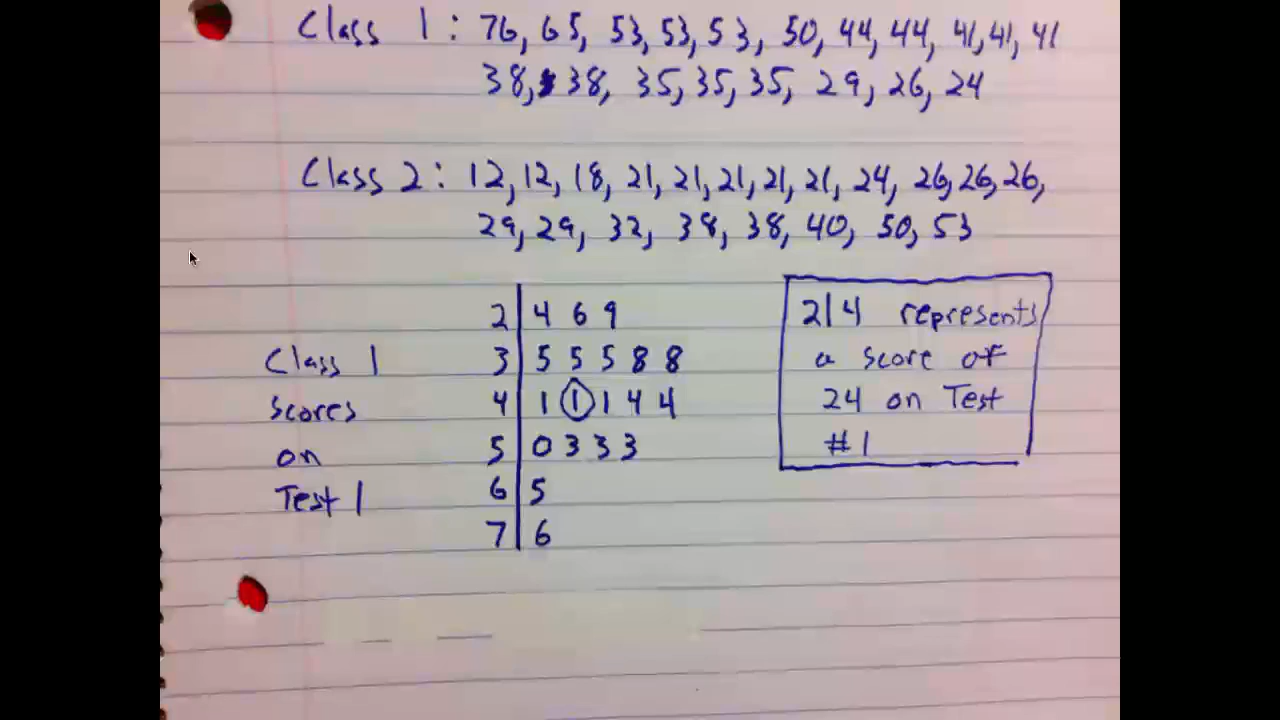 Class 1: 76, 65, 53, 53, 53, 50, 44, 44, 41, 41, 41
38, 38, 35, 35, 35, 29, 26, 24
Class 2: 12, 12, 18, 21, 21, 21, 21, 21, 24, 26, 26, 26,
29, 29, 32, 38, 38, 40, 50, 53
Class 1
Scores
on
Test 1
2 | 4 6 9
3 | 5 5 5 8 8
4 | 1 1 1 4 4
5 | 0 3 3 3
6 | 5
7 | 6
2|4 represents
a score of
24 on Test
#1